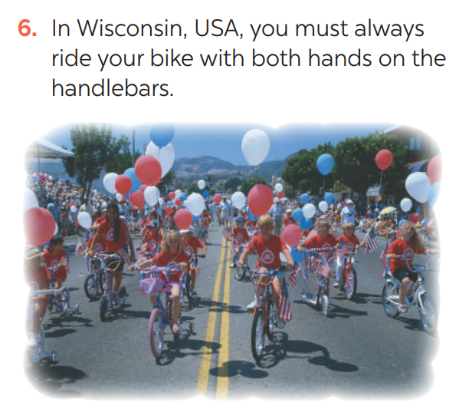 6. In Wisconsin, USA, you must always
ride your bike with both hands on the
handlebars.